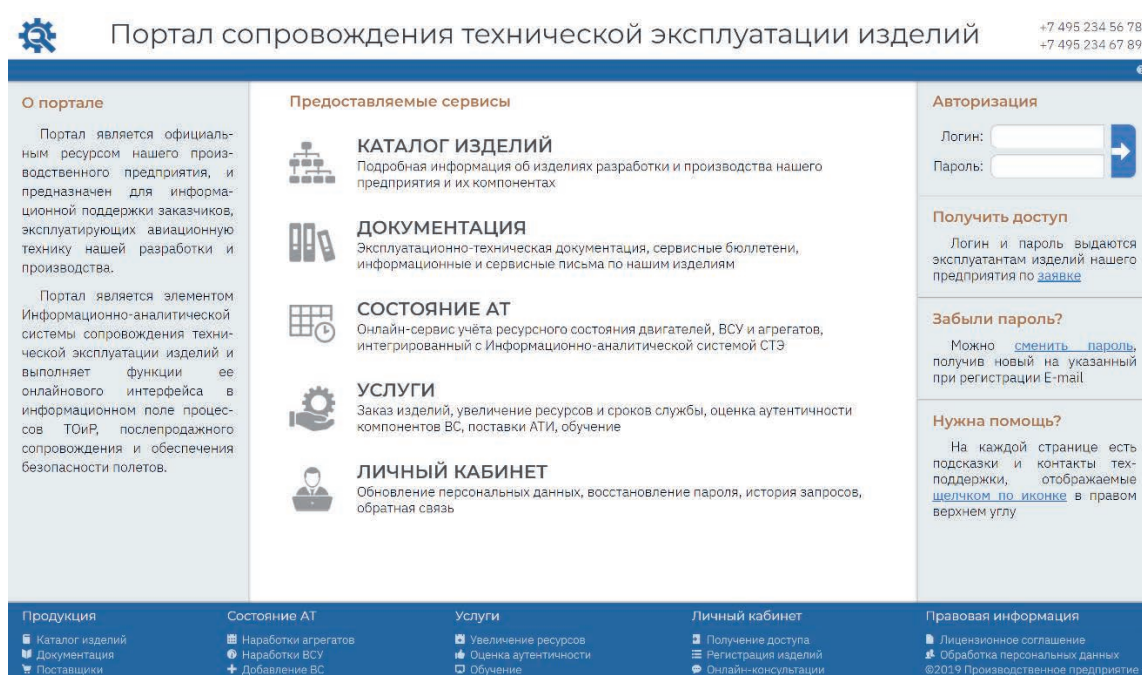 Портал сопровождения технической эксплуатации изделий
+7 495 234 56 78
+7 495 234 67 89
О портале
Портал является официаль-
ным ресурсом нашего произ-
водственного предприятия, и
предназначен для информа-
ционной поддержки заказчиков,
эксплуатирующих авиационную
технику нашей разработки и
производства.
Портал является элементом
Информационно-аналитической
системы сопровождения техни-
ческой эксплуатации изделий и
выполняет функции ее
онлайнового интерфейса в
информационном поле процес-
сов ТОиР, послепродажного
сопровождения и обеспечения
безопасности полетов.
Предоставляемые сервисы
КАТАЛОГ ИЗДЕЛИЙ
Подробная информация об изделиях разработки и производства нашего
предприятия и их компонентах
ДОКУМЕНТАЦИЯ
Эксплуатационно-техническая документация, сервисные бюллетени,
информационные и сервисные письма по нашим изделиям
СОСТОЯНИЕ АТ
Онлайн-сервис учёта ресурсного состояния двигателей, ВСУ и агрегатов,
интегрированный с Информационно-аналитической системой СТЭ
УСЛУГИ
Заказ изделий, увеличение ресурсов и сроков службы, оценка аутентичности
компонентов ВС, поставки АТИ, обучение
ЛИЧНЫЙ КАБИНЕТ
Обновление персональных данных, восстановление пароля, история запросов,
обратная связь
Авторизация
Логин:
Пароль:
Получить доступ
Логин и пароль выдаются
эксплуатантам изделий нашего
предприятия по заявке
Забыли пароль?
Можно сменить пароль,
получив новый на указанный
при регистрации E-mail
Нужна помощь?
На каждой странице есть
подсказки и контакты тех-
поддержки, отображаемые
щелчком по иконке в правом
верхнем углу
Продукция
Каталог изделий
Документация
Поставщики
Состояние АТ
Наработки агрегатов
Наработки ВСУ
Добавление ВС
Услуги
Увеличение ресурсов
Оценка аутентичности
Обучение
Личный кабинет
Получение доступа
Регистрация изделий
Онлайн-консультации
Правовая информация
Лицензионное соглашение
Обработка персональных данных
©2019 Производственное предприятие